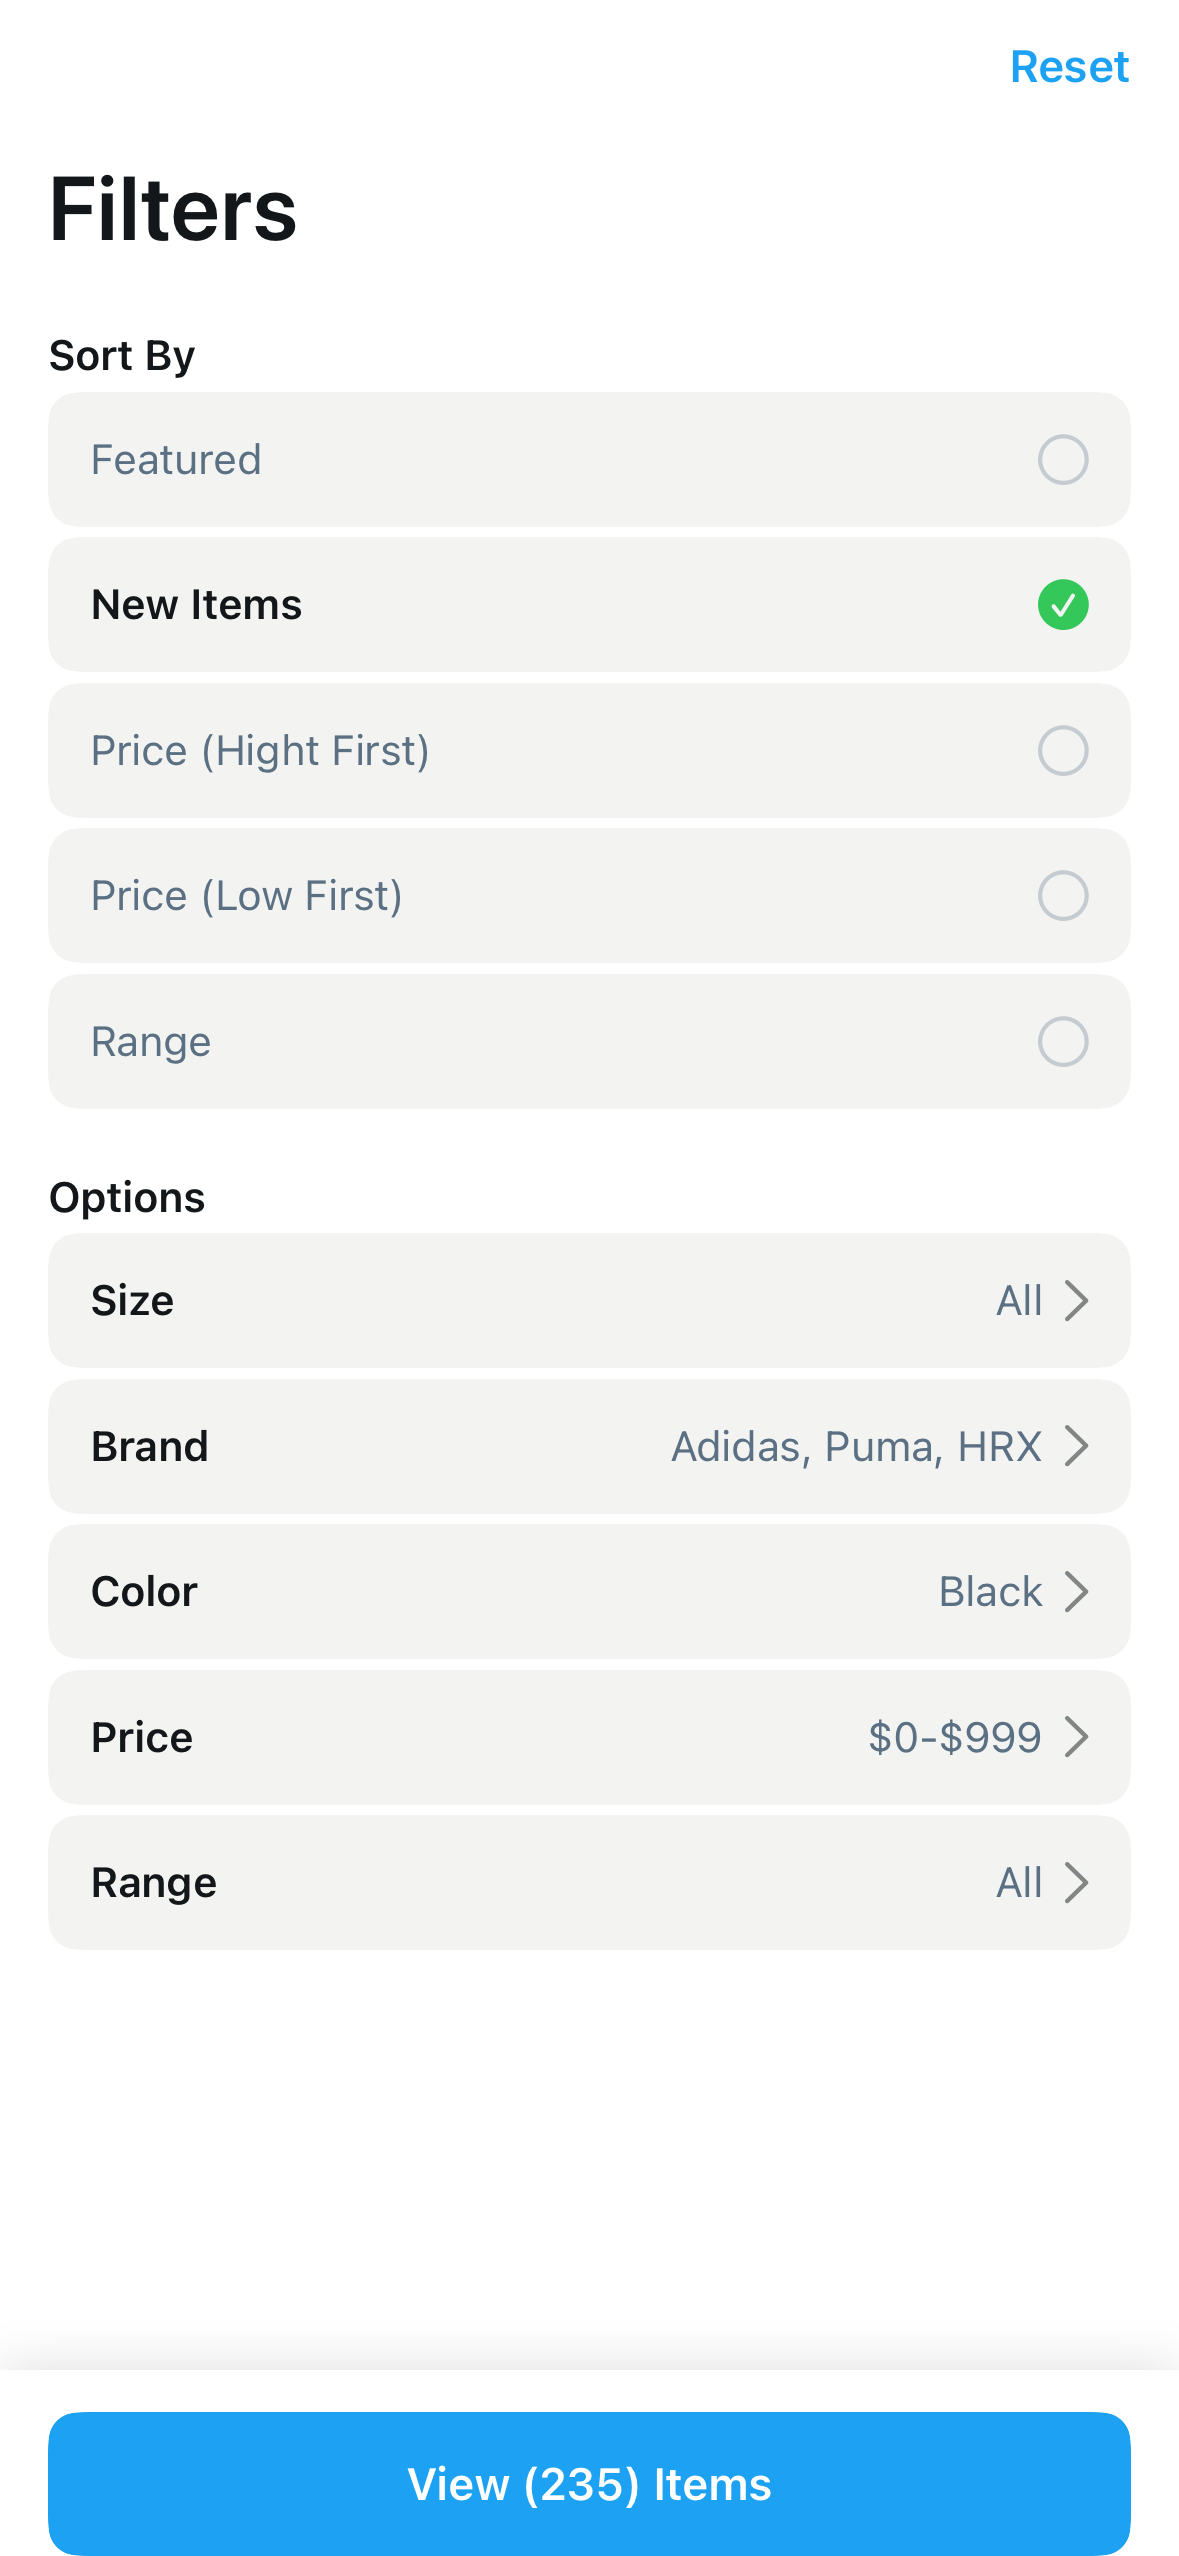 Reset
Filters
Sort By
Featured
New Items
Price (Hight First)
Price (Low First)
Range
Options
Size All
Brand Adidas, Puma, HRX
Color Black
Price $0-$999
Range All
View (235) Items